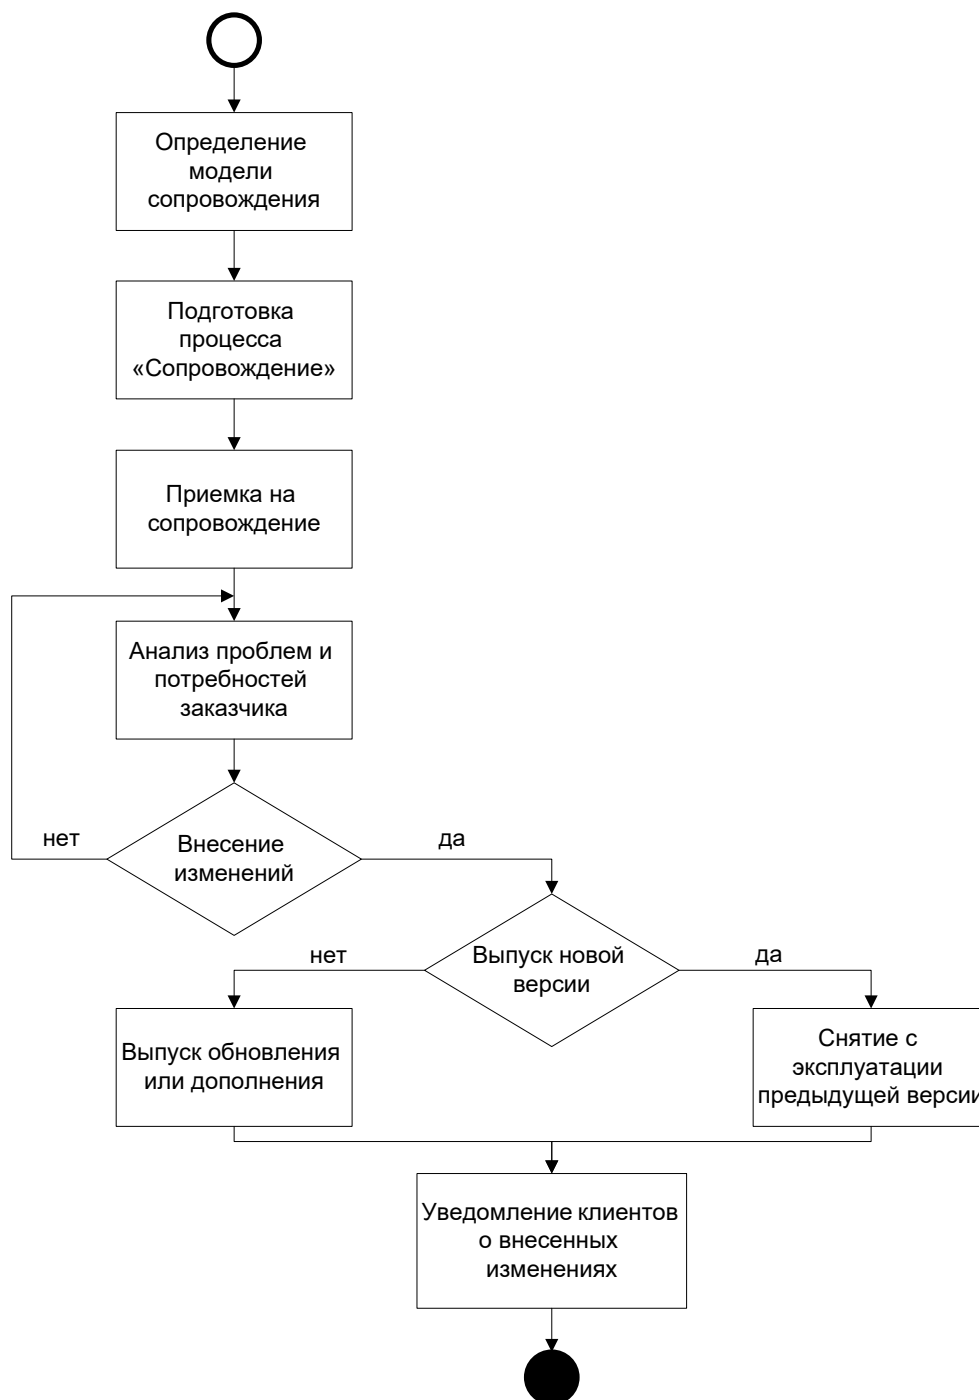 Определение
модели
сопровождения
Подготовка
процесса
«Сопровождение»
Приемка на
сопровождение
Анализ проблем и
потребностей
заказчика
нет
Внесение
изменений
да
нет
Выпуск новой
версии
да
Выпуск обновления
или дополнения
Снятие с
эксплуатации
предыдущей версии
Уведомление клиентов
о внесенных
изменениях